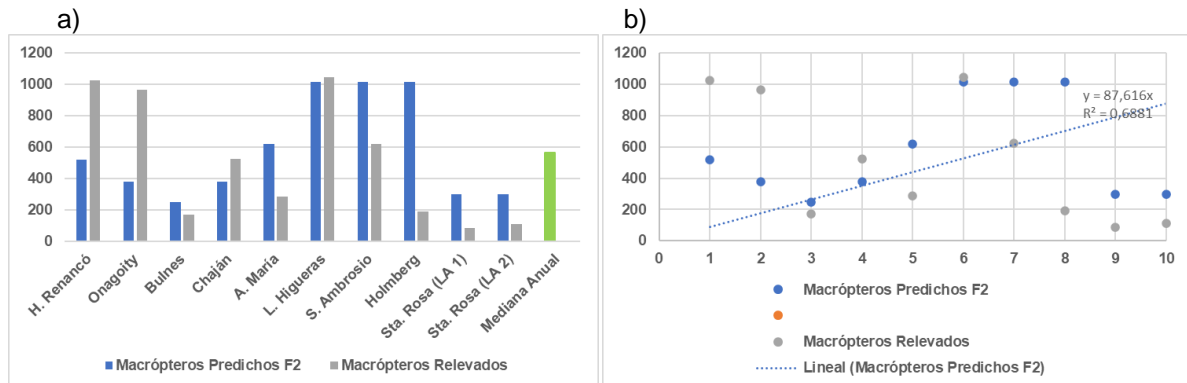 a)
1200
1000
800
600
400
200
0
H. Renancó
Onagoity
Bulnes
Chaján
A. María
L. Higueras
S. Ambrosio
Holmberg
Sta. Rosa (LA 1)
Sta. Rosa (LA 2)
Mediana Anual
Macrópteros Predichos F2 Macrópteros Relevados
b)
1200
1000
800
600
400
200
0
y = 87,616x
R² = 0,6881
0 1 2 3 4 5 6 7 8 9 10
Macrópteros Predichos F2
Macrópteros Relevados
Lineal (Macrópteros Predichos F2)